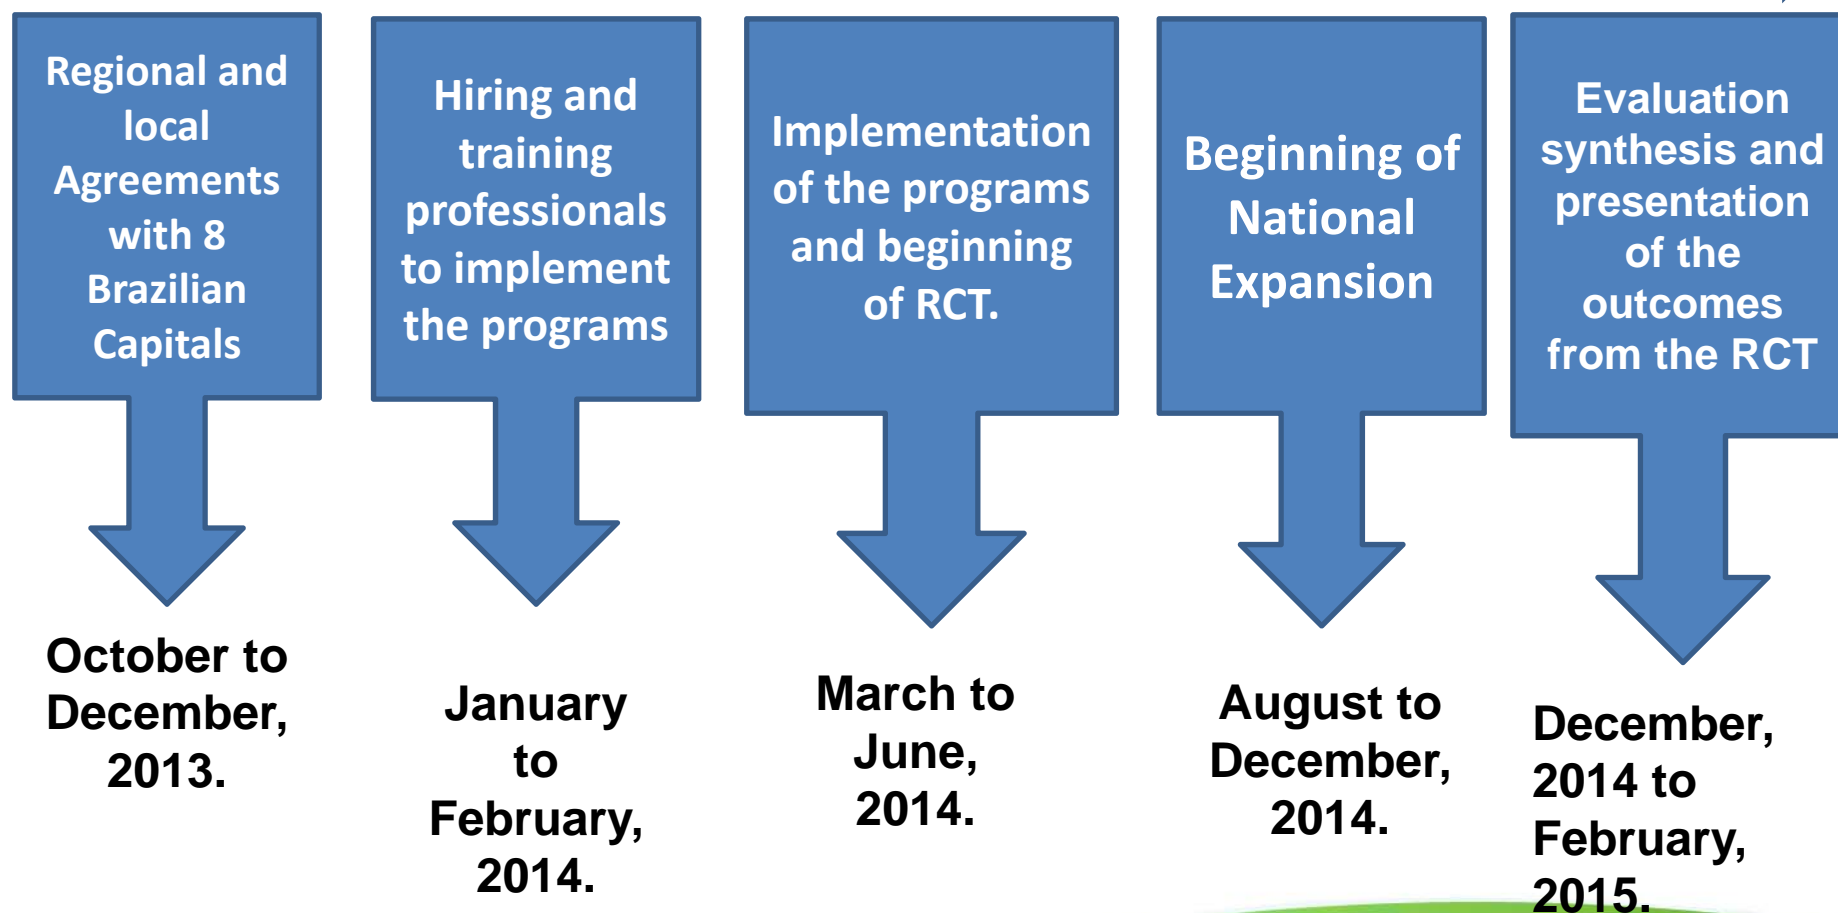 Regional and
local
Agreements
with 8
Brazilian
Capitals
October to
December,
2013.
Hiring and
training
professionals
to implement
the programs
January
to
February,
2014.
Implementation
of the programs
and beginning
of RCT.
March to
June,
2014.
Beginning of
National
Expansion
August to
December,
2014.
Evaluation
synthesis and
presentation
of the
outcomes
from the RCT
December,
2014 to
February,
2015.